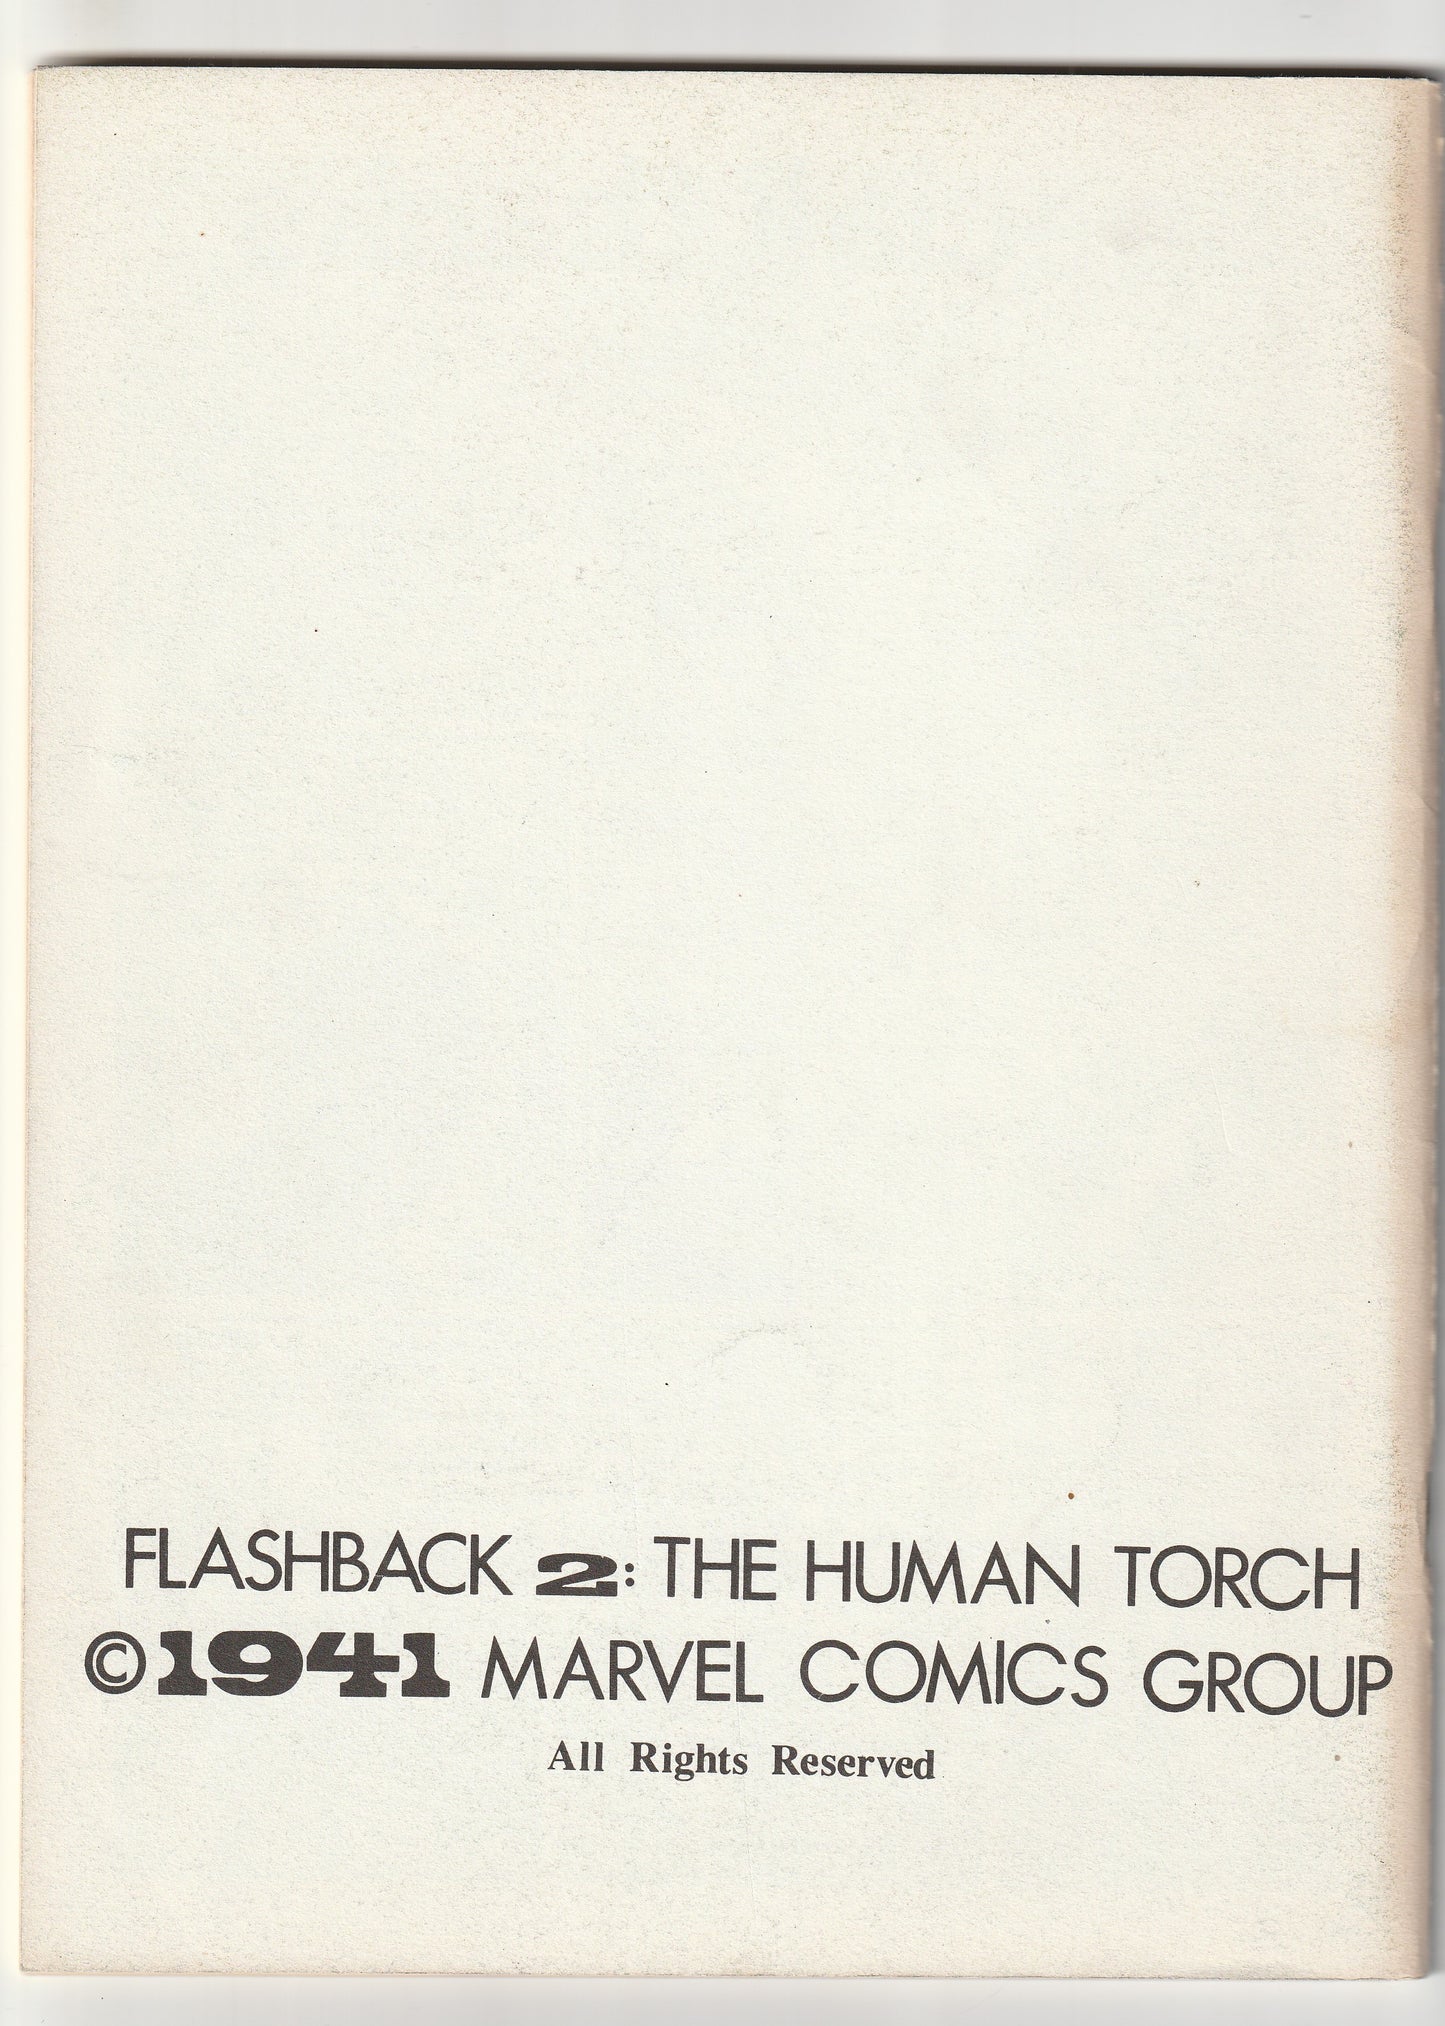 FLASHBACK 2: THE HUMAN TORCH
©1941 MARVEL COMICS GROUP
All Rights Reserved